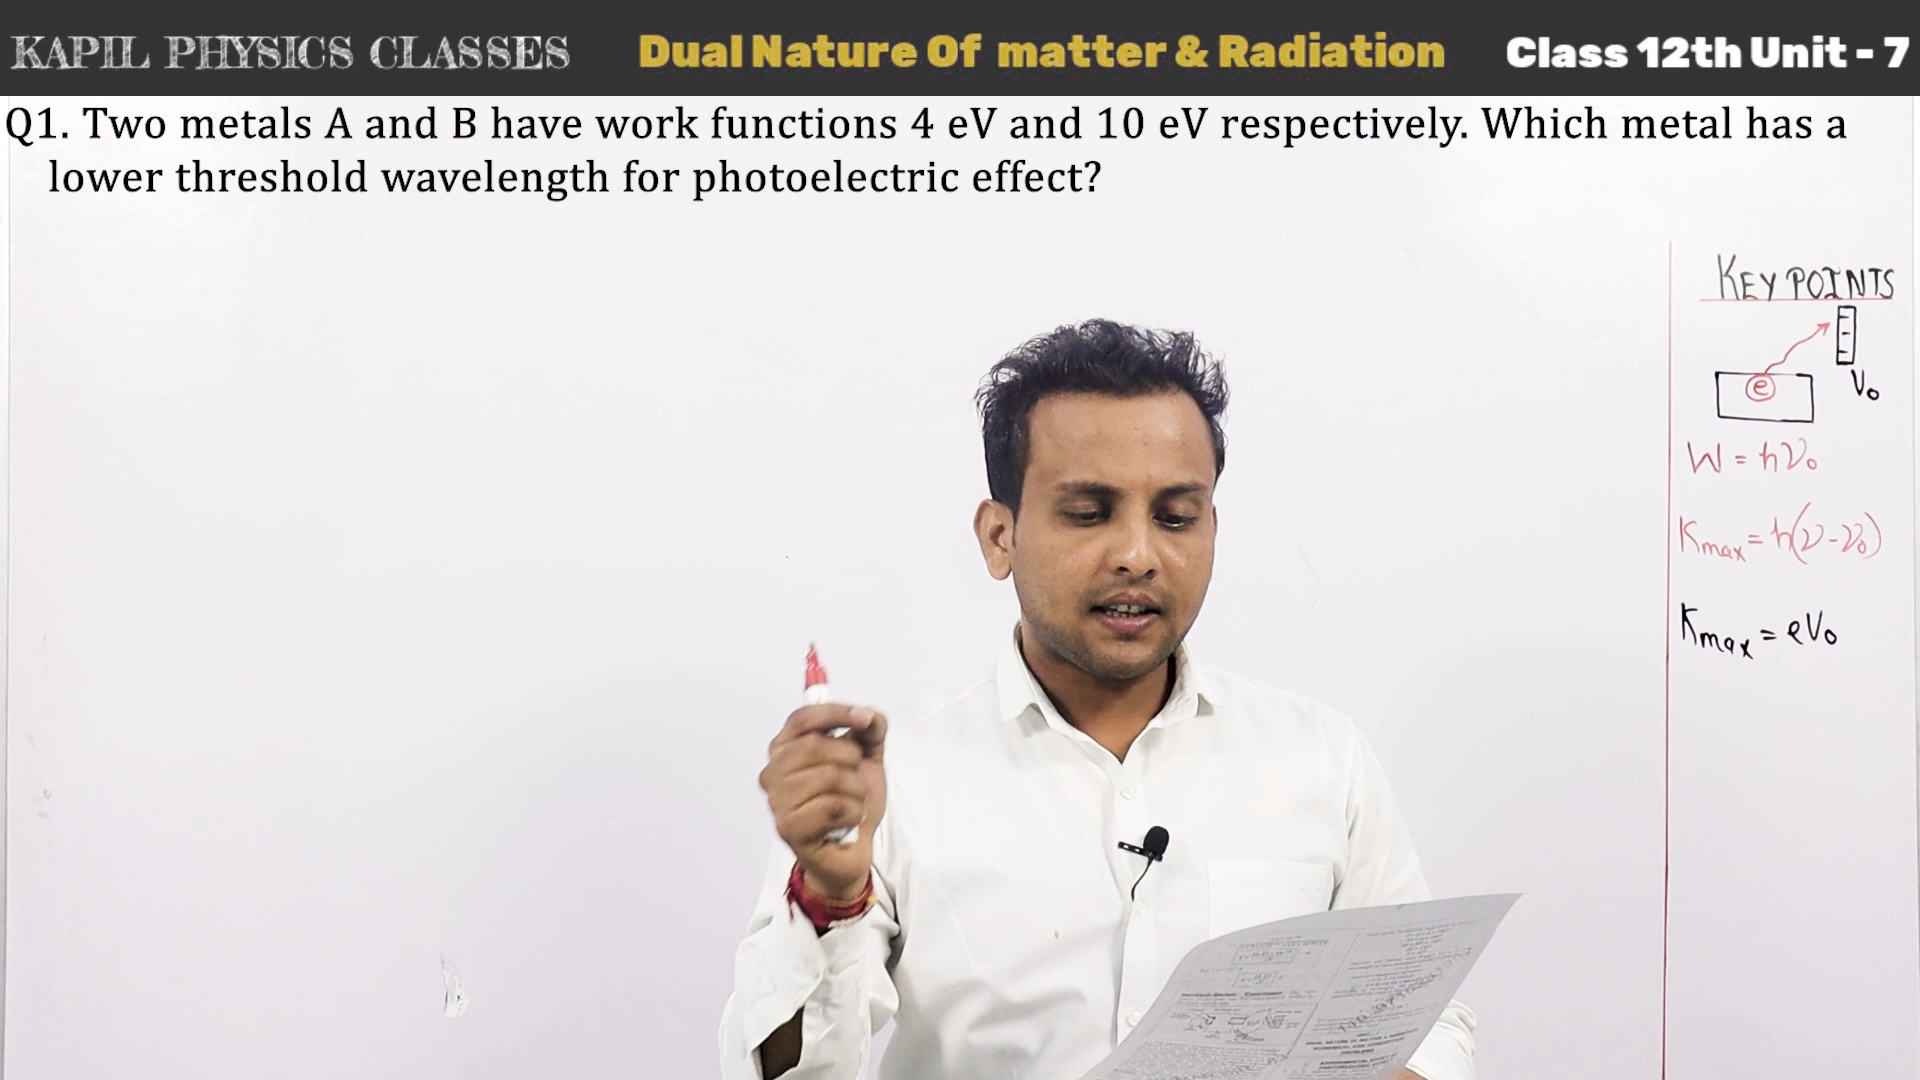 KAPIL PHYSICS CLASSES Dual Nature Of matter & Radiation Class 12th Unit - 7
Q1. Two metals A and B have work functions 4 eV and 10 eV respectively. Which metal has a
lower threshold wavelength for photoelectric effect?
KEY POINTS
e
V₀
W = hν₀
Kmax = h(ν-ν₀)
Kmax = eV₀